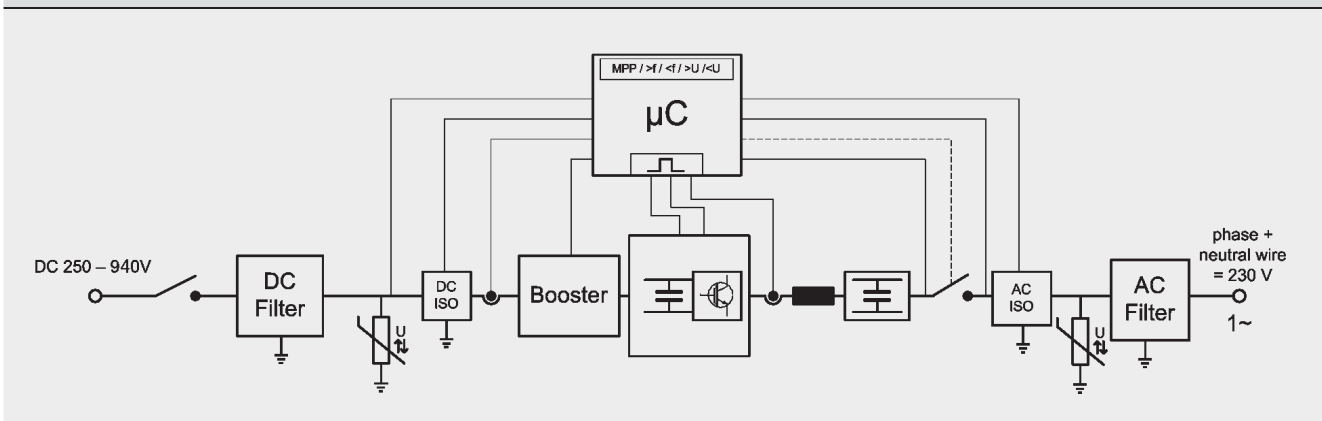 MPP / >f / <f / >U /<U
µC
DC 250 – 940V
DC
Filter
U
DC
ISO
Booster
AC
ISO
U
AC
Filter
phase +
neutral wire
= 230 V
1~